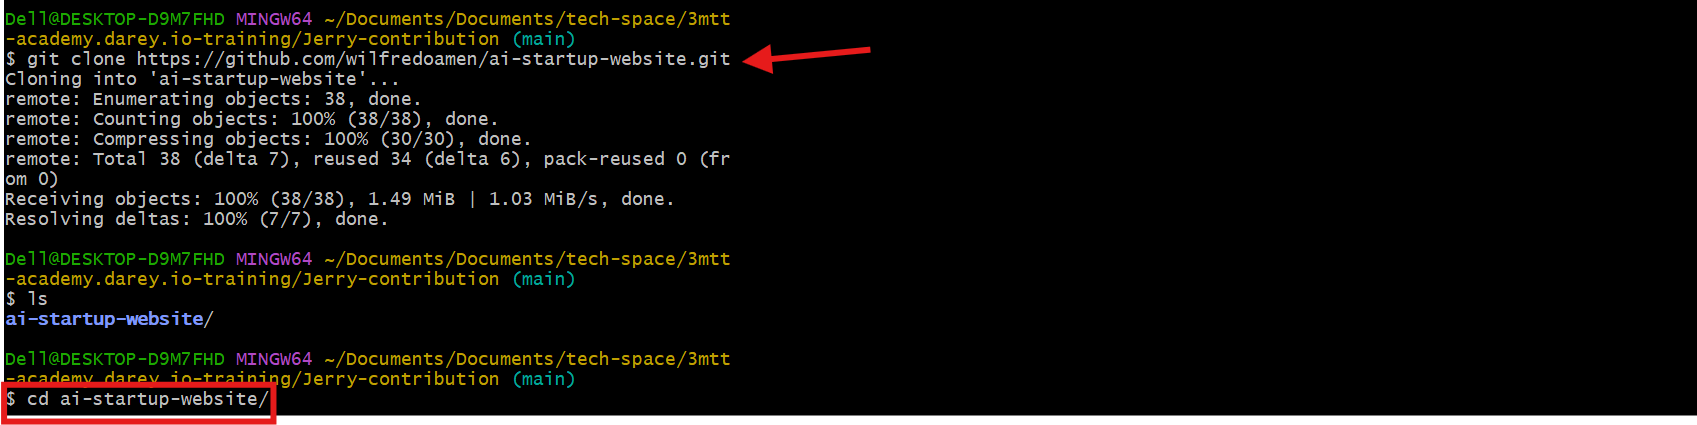 Dell@DESKTOP-D9M7FHD MINGW64 ~/Documents/Documents/tech-space/3mtt
-academy.darey.io-training/Jerry-contribution (main)
$ git clone https://github.com/wilfredoamen/ai-startup-website.git
Cloning into 'ai-startup-website'...
remote: Enumerating objects: 38, done.
remote: Counting objects: 100% (38/38), done.
remote: Compressing objects: 100% (30/30), done.
remote: Total 38 (delta 7), reused 34 (delta 6), pack-reused 0 (fr
om 0)
Receiving objects: 100% (38/38), 1.49 MiB | 1.03 MiB/s, done.
Resolving deltas: 100% (7/7), done.
Dell@DESKTOP-D9M7FHD MINGW64 ~/Documents/Documents/tech-space/3mtt
-academy.darey.io-training/Jerry-contribution (main)
$ ls
ai-startup-website/
Dell@DESKTOP-D9M7FHD MINGW64 ~/Documents/Documents/tech-space/3mtt
-academy.darey.io-training/Jerry-contribution (main)
$ cd ai-startup-website/